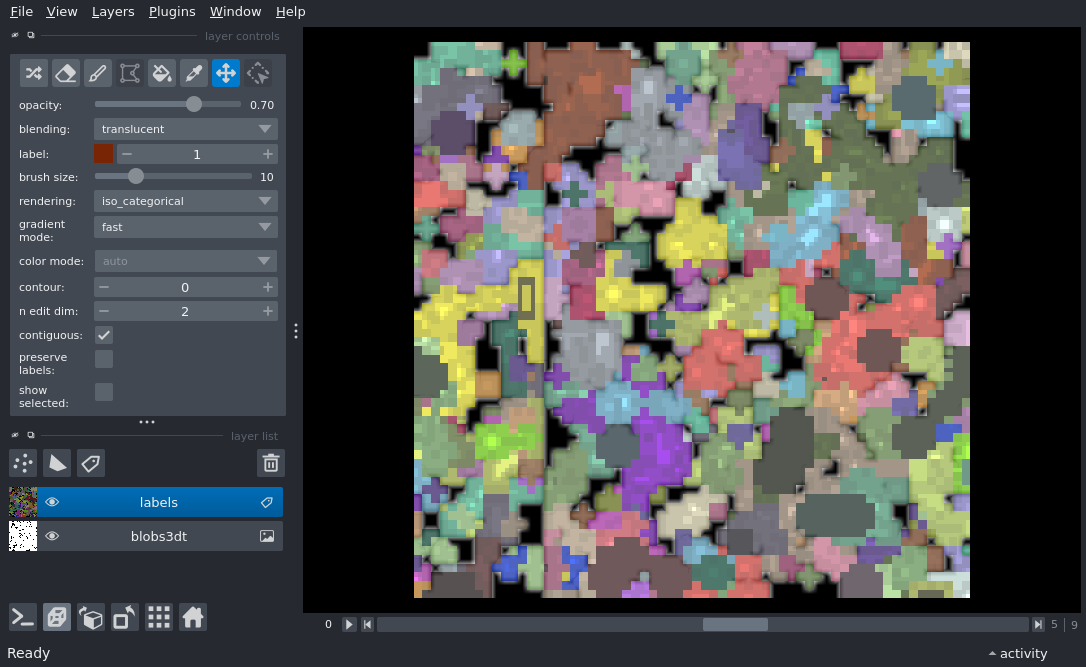 File View Layers Plugins Window Help
layer controls
opacity: 0.70
blending: translucent
label: 1
brush size: 10
rendering: iso_categorical
gradient
mode: fast
color mode: auto
contour: 0
n edit dim: 2
contiguous:
preserve
labels:
show
selected:
layer list
labels
blobs3dt
0 5 | 9
Ready activity